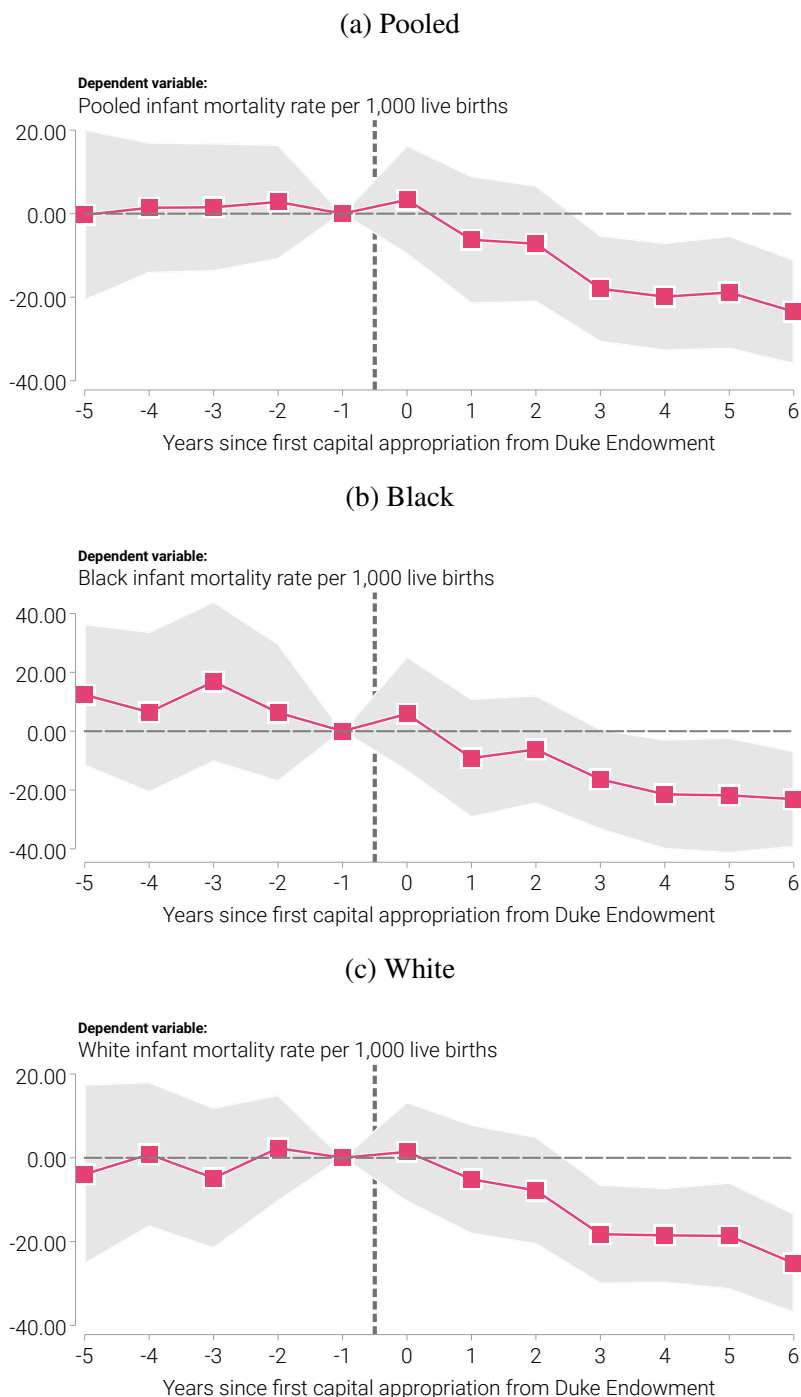 (a) Pooled
Dependent variable:
Pooled infant mortality rate per 1,000 live births
20.00
0.00
-20.00
-40.00
-5 -4 -3 -2 -1 0 1 2 3 4 5 6
Years since first capital appropriation from Duke Endowment
(b) Black
Dependent variable:
Black infant mortality rate per 1,000 live births
40.00
20.00
0.00
-20.00
-40.00
-5 -4 -3 -2 -1 0 1 2 3 4 5 6
Years since first capital appropriation from Duke Endowment
(c) White
Dependent variable:
White infant mortality rate per 1,000 live births
20.00
0.00
-20.00
-40.00
-5 -4 -3 -2 -1 0 1 2 3 4 5 6
Years since first capital appropriation from Duke Endowment